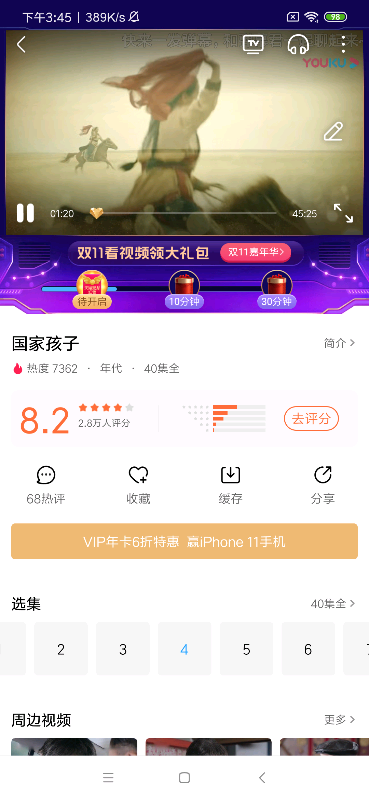 下午3:45 | 389K/s
98
TV
YOUKU
01:20
45:25
双11看视频领大礼包
双11嘉年华>
待开启
10分钟
30分钟
国家孩子
简介 >
热度 7362 · 年代 · 40集全
8.2
2.8万人评分
去评分
68热评
收藏
缓存
分享
VIP年卡6折特惠 赢iPhone 11手机
选集
40集全 >
2
3
4
5
6
周边视频
更多 >